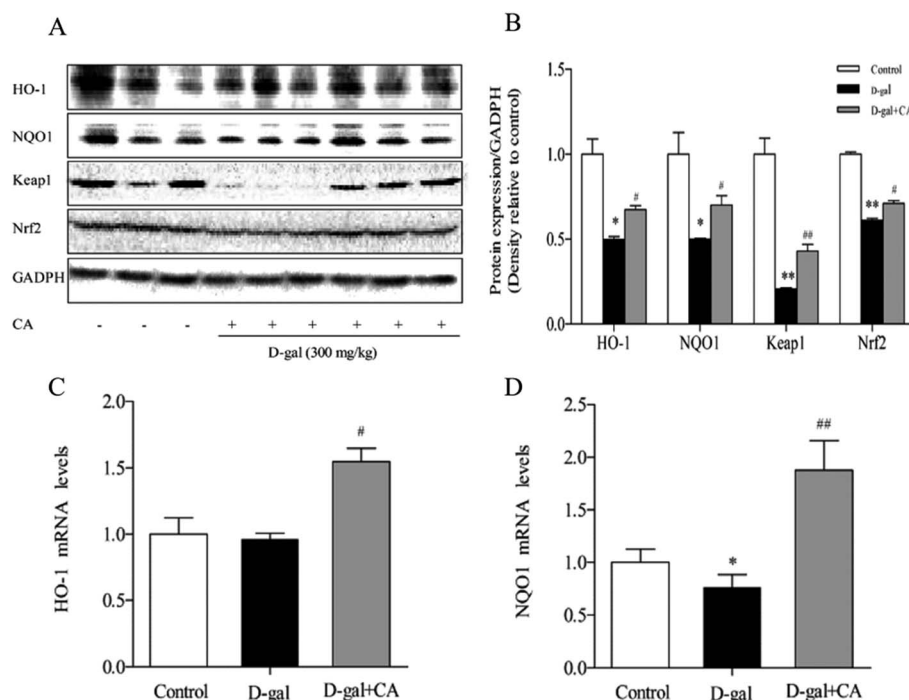 A
HO-1
NQO1
Keap1
Nrf2
GADPH
CA - - - + + + + + +
D-gal (300 mg/kg)
B
Protein expression/GADPH
(Density relative to control)
1.5
1.0
0.5
0.0
Control
D-gal
D-gal+CA
* # * # ** ## ** #
HO-1 NQO1 Keap1 Nrf2
C
HO-1 mRNA levels
2.0
1.5
1.0
0.5
0.0
#
Control D-gal D-gal+CA
D
NQO1 mRNA levels
2.5
2.0
1.5
1.0
0.5
0.0
* ##
Control D-gal D-gal+CA